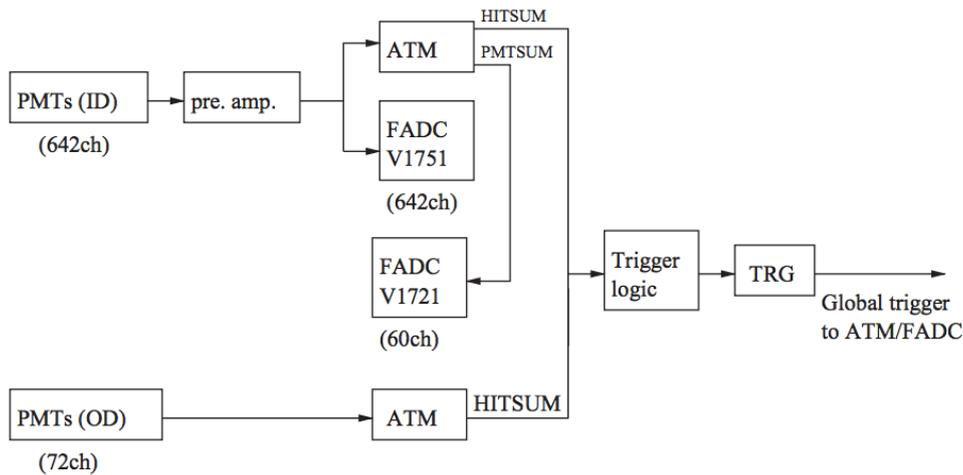 HITSUM
ATM
PMTSUM
PMTs (ID)
pre. amp.
(642ch)
FADC
V1751
(642ch)
FADC
V1721
(60ch)
Trigger
logic
TRG
Global trigger
to ATM/FADC
PMTs (OD)
ATM
HITSUM
(72ch)